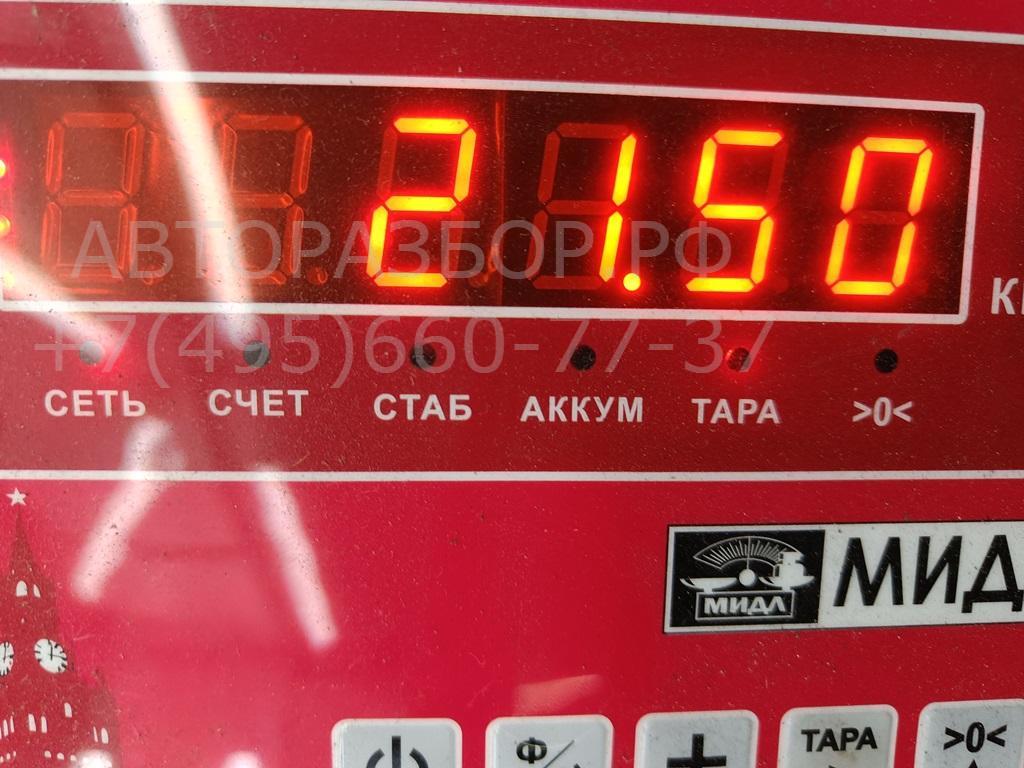 21.50
К
АВТОРАЗБОР.РФ
+7(495)660-77-37
СЕТЬ СЧЕТ СТАБ АККУМ ТАРА >0<
МИДЛ МИД
Ф/ + ТАРА >0<